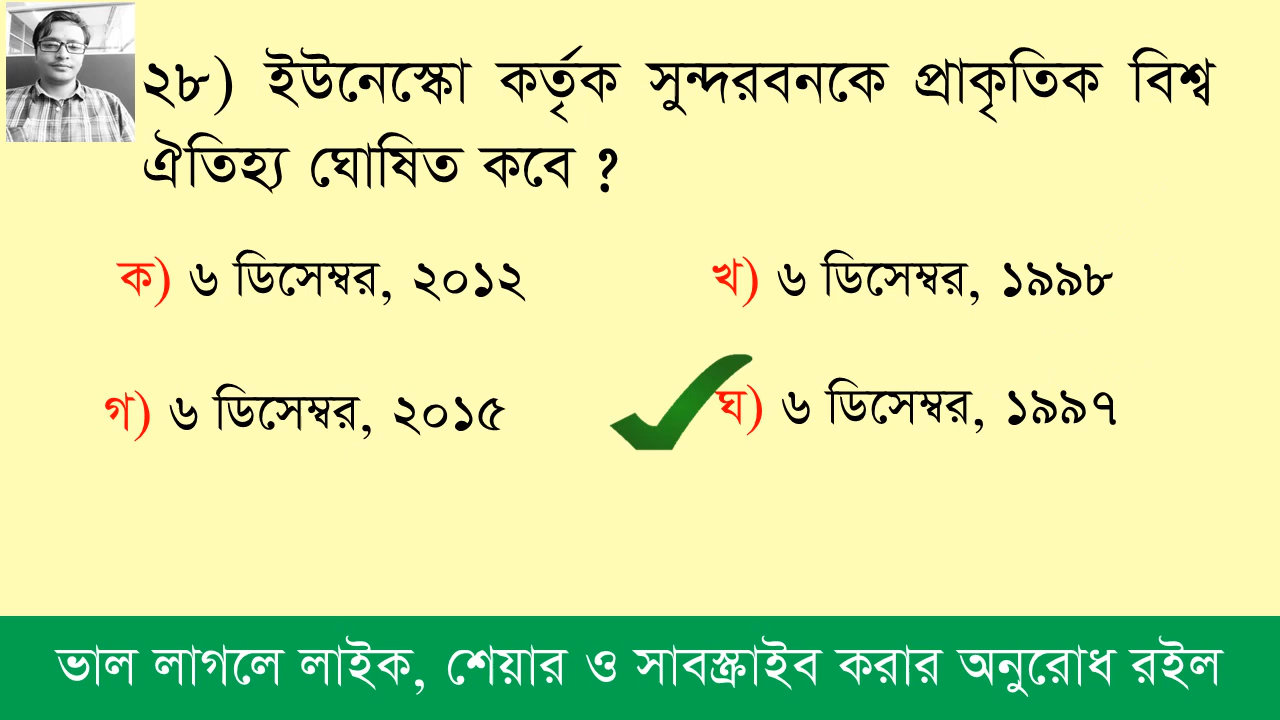 ২৮) ইউনেস্কো কর্তৃক সুন্দরবনকে প্রাকৃতিক বিশ্ব
ঐতিহ্য ঘোষিত কবে ?
ক) ৬ ডিসেম্বর, ২০১২
খ) ৬ ডিসেম্বর, ১৯৯৮
গ) ৬ ডিসেম্বর, ২০১৫
ঘ) ৬ ডিসেম্বর, ১৯৯৭
ভাল লাগলে লাইক, শেয়ার ও সাবস্ক্রাইব করার অনুরোধ রইল